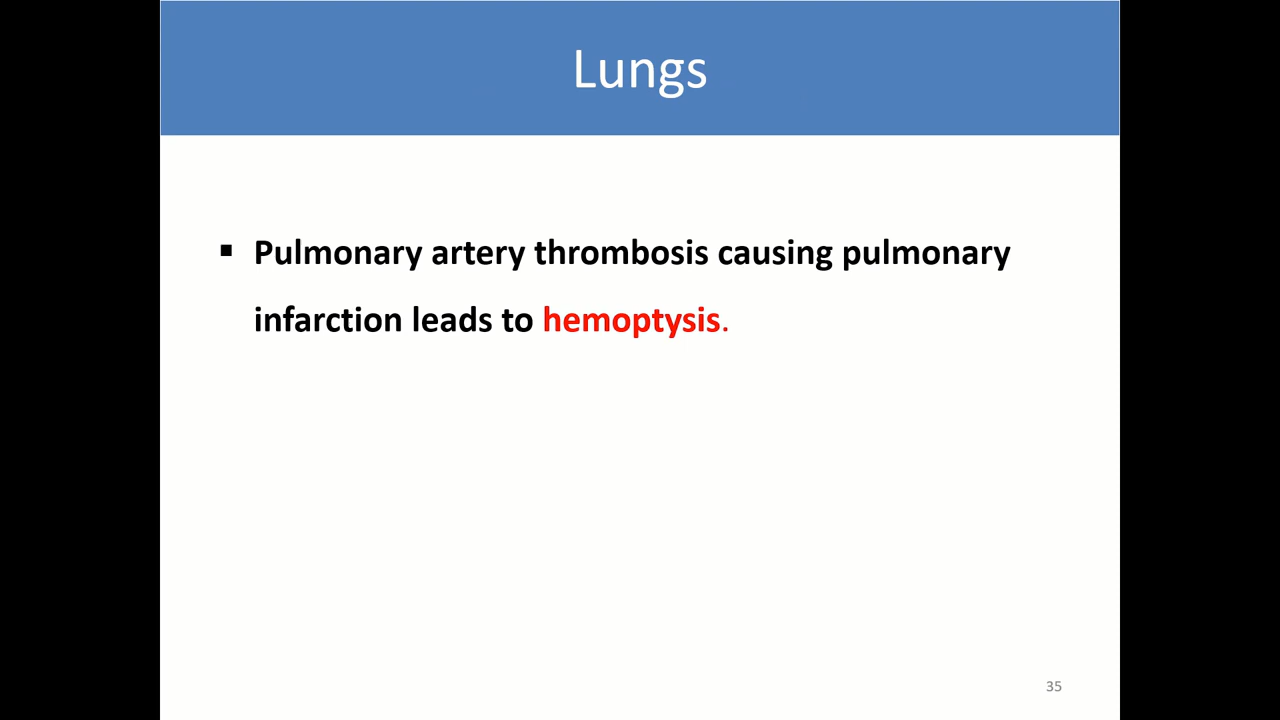 Lungs
▪ Pulmonary artery thrombosis causing pulmonary
infarction leads to hemoptysis.
35